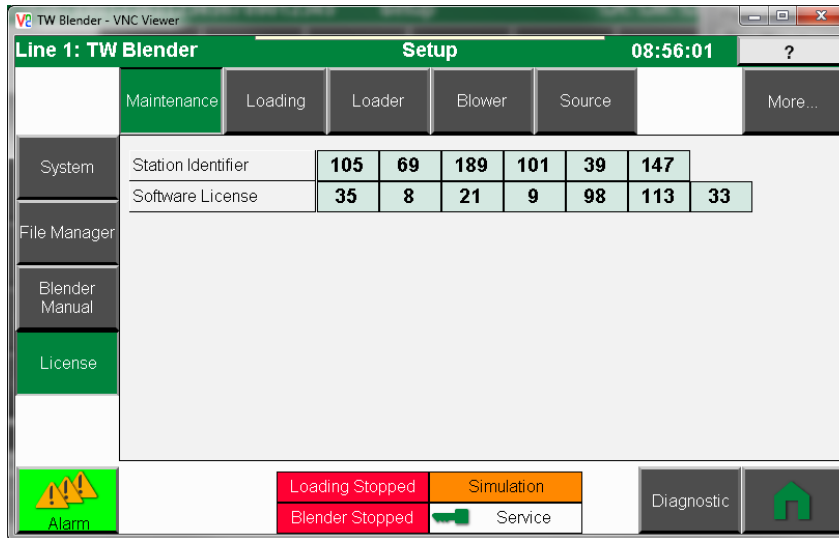 TW Blender - VNC Viewer
Line 1: TW Blender Setup 08:56:01 ?
Maintenance Loading Loader Blower Source More...
System
File Manager
Blender
Manual
License
Station Identifier 105 69 189 101 39 147
Software License 35 8 21 9 98 113 33
Alarm
Loading Stopped Simulation
Blender Stopped Service
Diagnostic